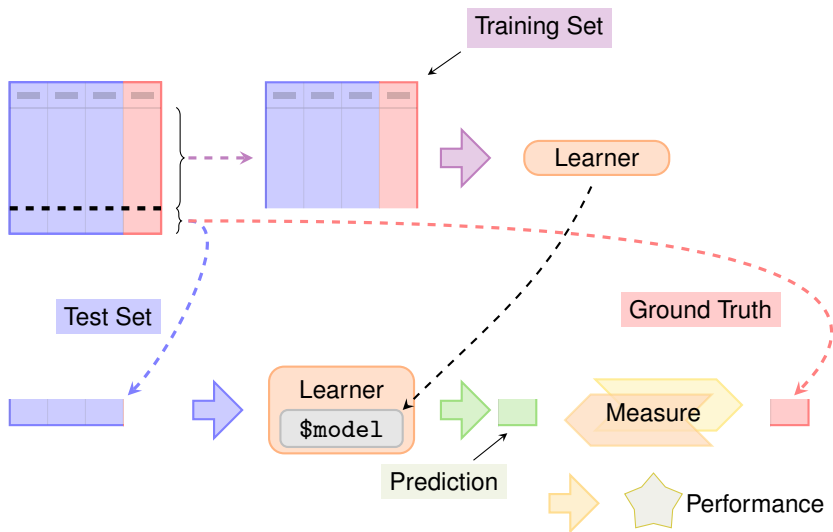 Training Set
Learner
Test Set
Ground Truth
Learner
$model
Measure
Prediction
Performance